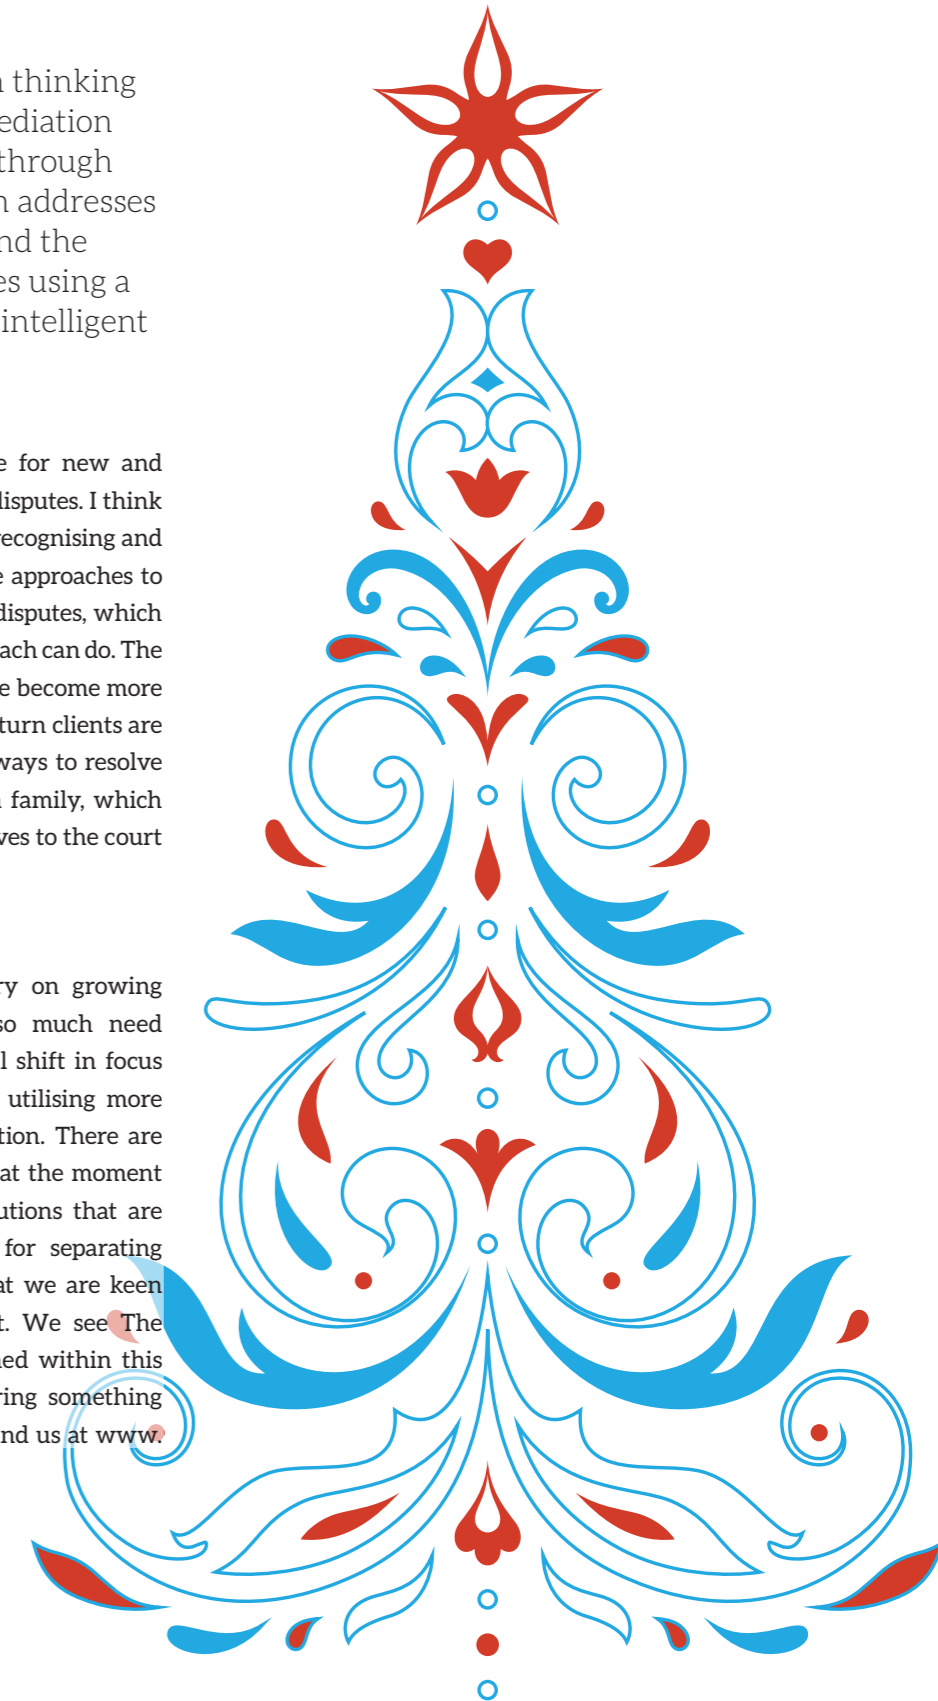 thinking
through
addresses
nd the
es using a
intelligent
e for new and
disputes. I think
recognising and
e approaches to
disputes, which
ach can do. The
e become more
turn clients are
ways to resolve
family, which
ves to the court
ry on growing
so much need
l shift in focus
utilising more
tion. There are
at the moment
utions that are
for separating
at we are keen
t. We see The
ned within this
ring something
nd us at www.